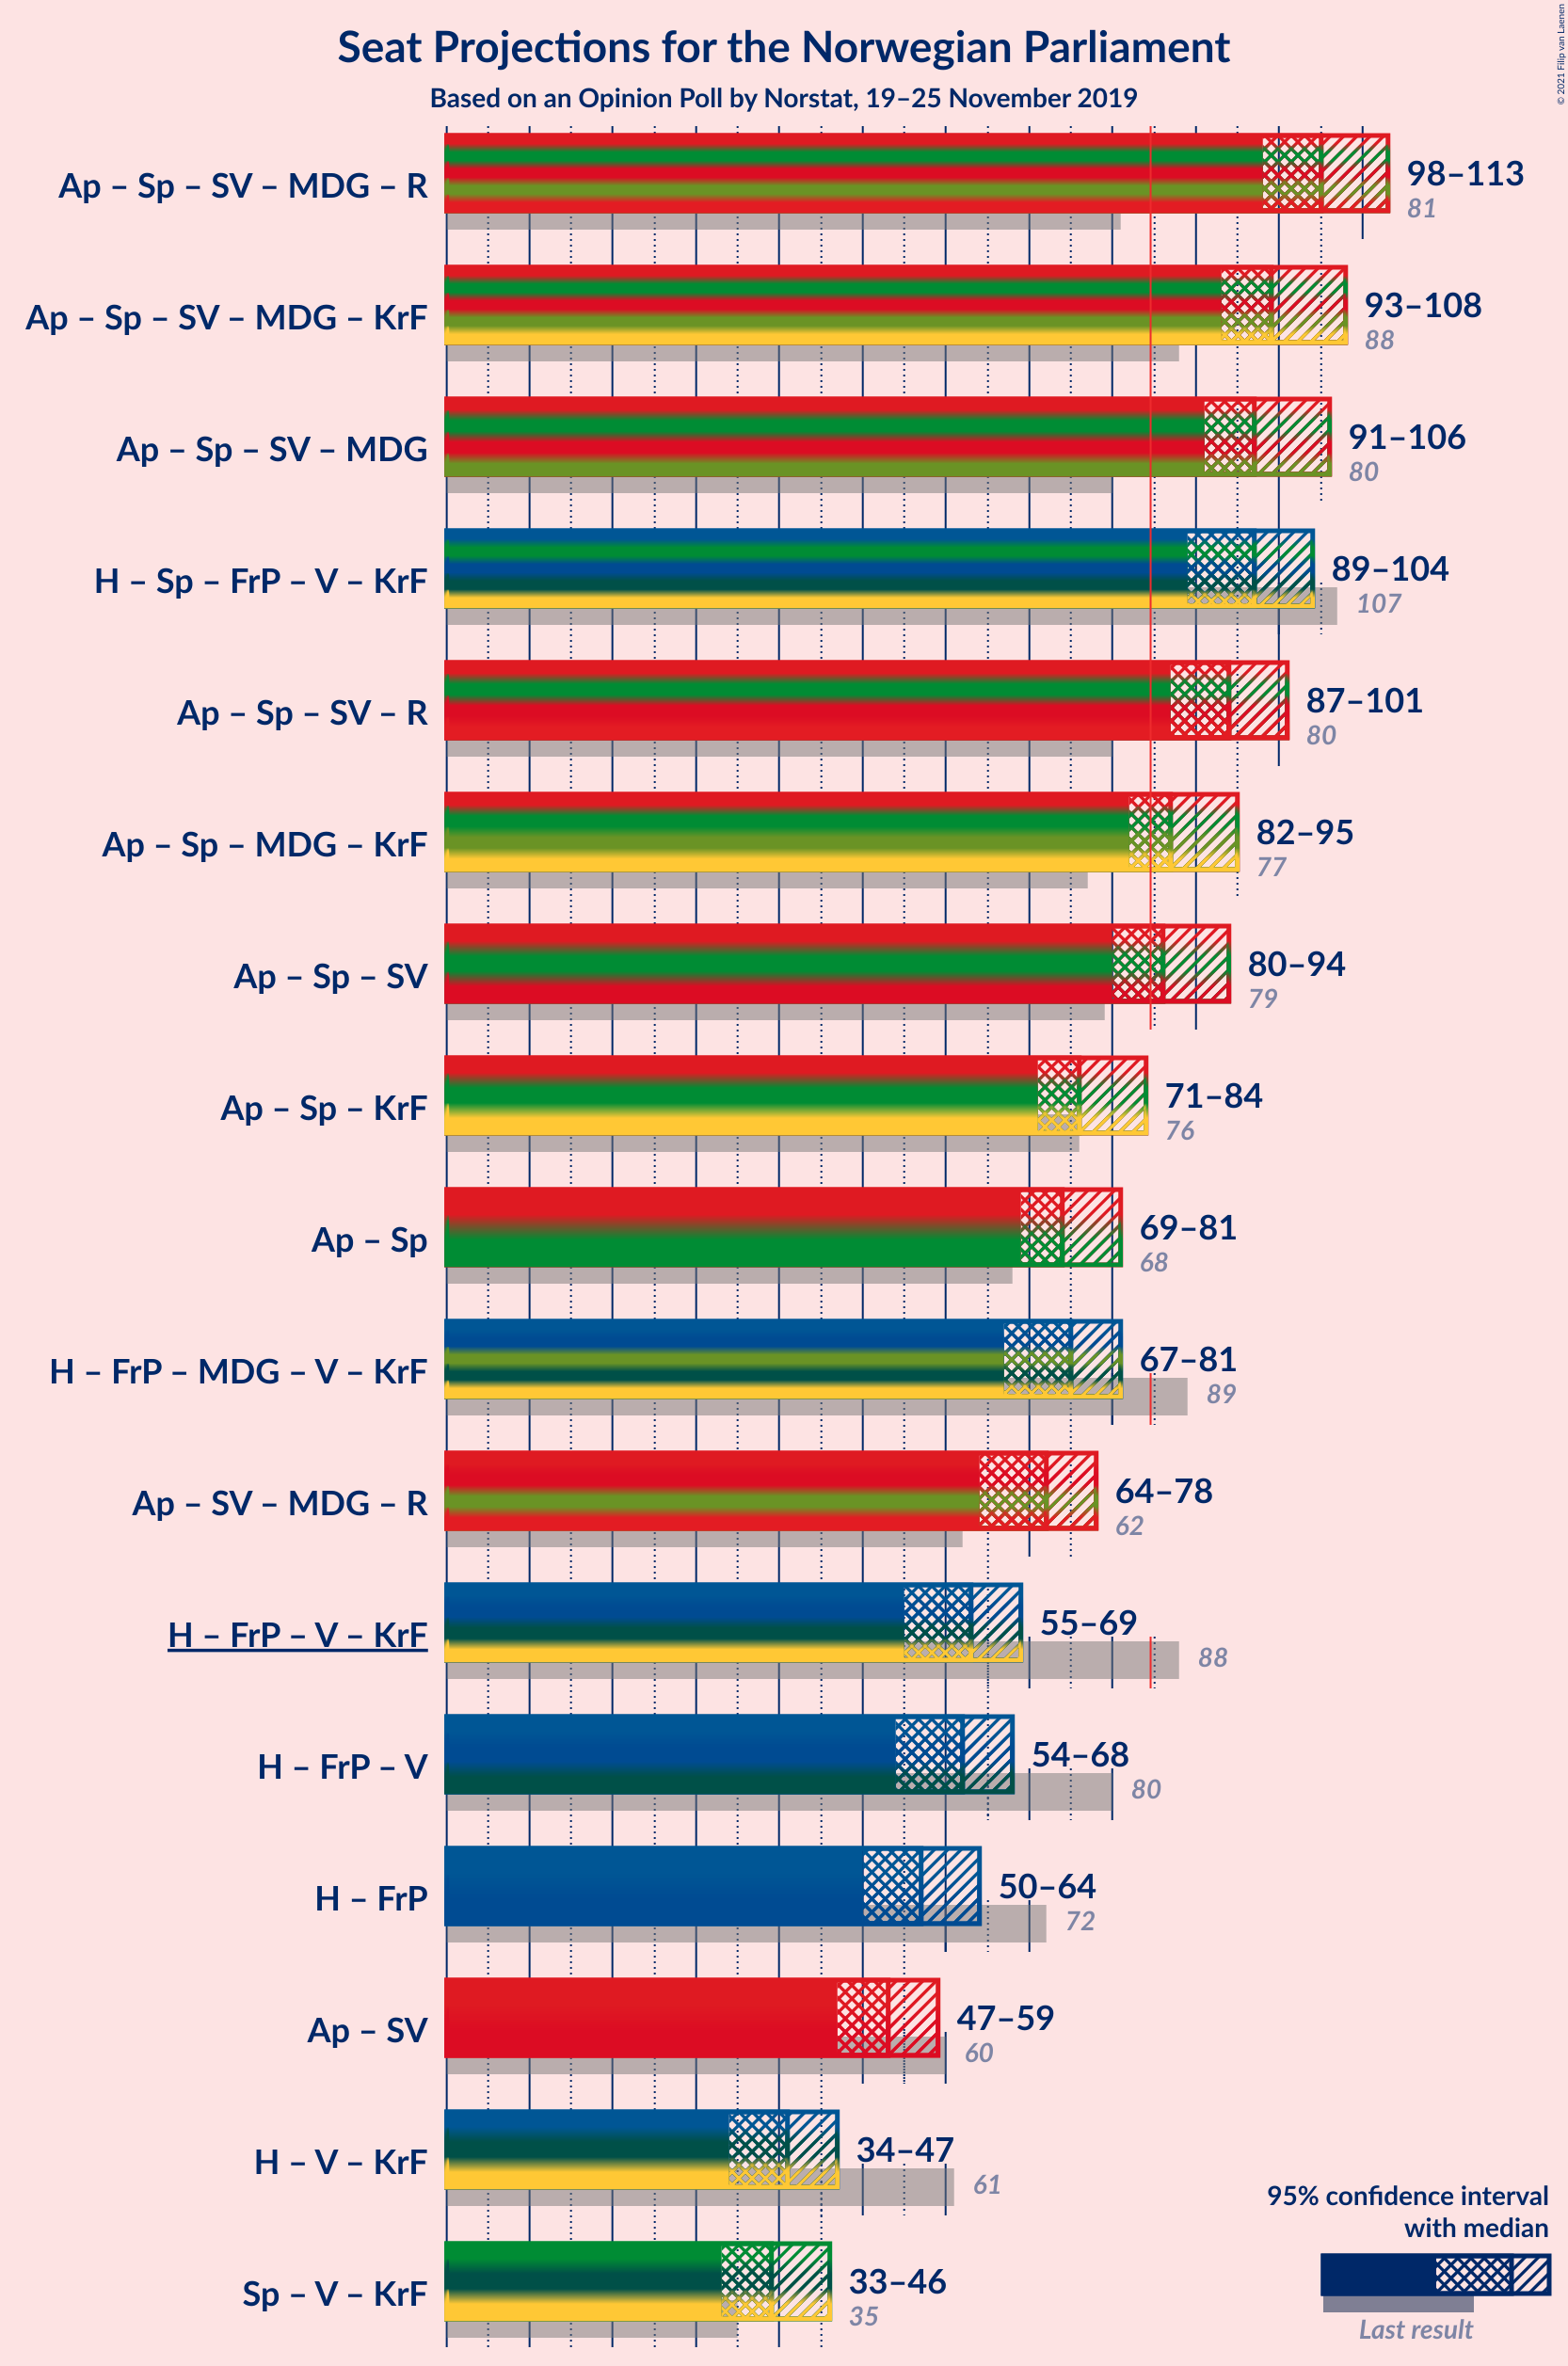 Seat Projections for the Norwegian Parliament
Based on an Opinion Poll by Norstat, 19–25 November 2019
© 2021 Filip van Laenen
Ap – Sp – SV – MDG – R
98–113
81
Ap – Sp – SV – MDG – KrF
93–108
88
Ap – Sp – SV – MDG
91–106
80
H – Sp – FrP – V – KrF
89–104
107
Ap – Sp – SV – R
87–101
80
Ap – Sp – MDG – KrF
82–95
77
Ap – Sp – SV
80–94
79
Ap – Sp – KrF
71–84
76
Ap – Sp
69–81
68
H – FrP – MDG – V – KrF
67–81
89
Ap – SV – MDG – R
64–78
62
H – FrP – V – KrF
55–69
88
H – FrP – V
54–68
80
H – FrP
50–64
72
Ap – SV
47–59
60
H – V – KrF
34–47
61
Sp – V – KrF
33–46
35
95% confidence interval
with median
Last result